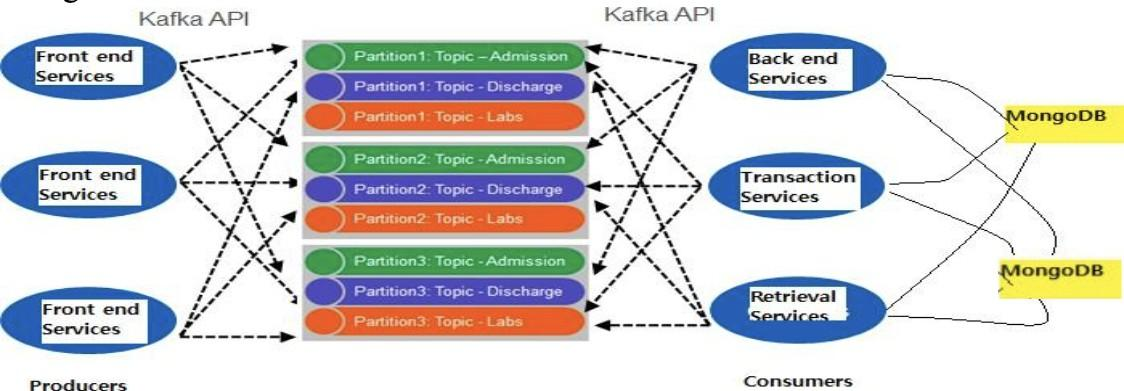 Kafka API
Kafka API
Front end
Services
Partition1: Topic – Admission
Partition1: Topic - Discharge
Partition1: Topic - Labs
Back end
Services
MongoDB
Front end
Services
Partition2: Topic - Admission
Partition2: Topic - Discharge
Partition2: Topic - Labs
Transaction
Services
MongoDB
Front end
Services
Partition3: Topic - Admission
Partition3: Topic - Discharge
Partition3: Topic - Labs
Retrieval
Services
Producers
Consumers